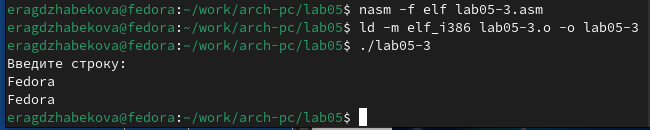 eragdzhabekova@fedora:~/work/arch-pc/lab05$ nasm -f elf lab05-3.asm
eragdzhabekova@fedora:~/work/arch-pc/lab05$ ld -m elf_i386 lab05-3.o -o lab05-3
eragdzhabekova@fedora:~/work/arch-pc/lab05$ ./lab05-3
Введите строку:
Fedora
Fedora
eragdzhabekova@fedora:~/work/arch-pc/lab05$